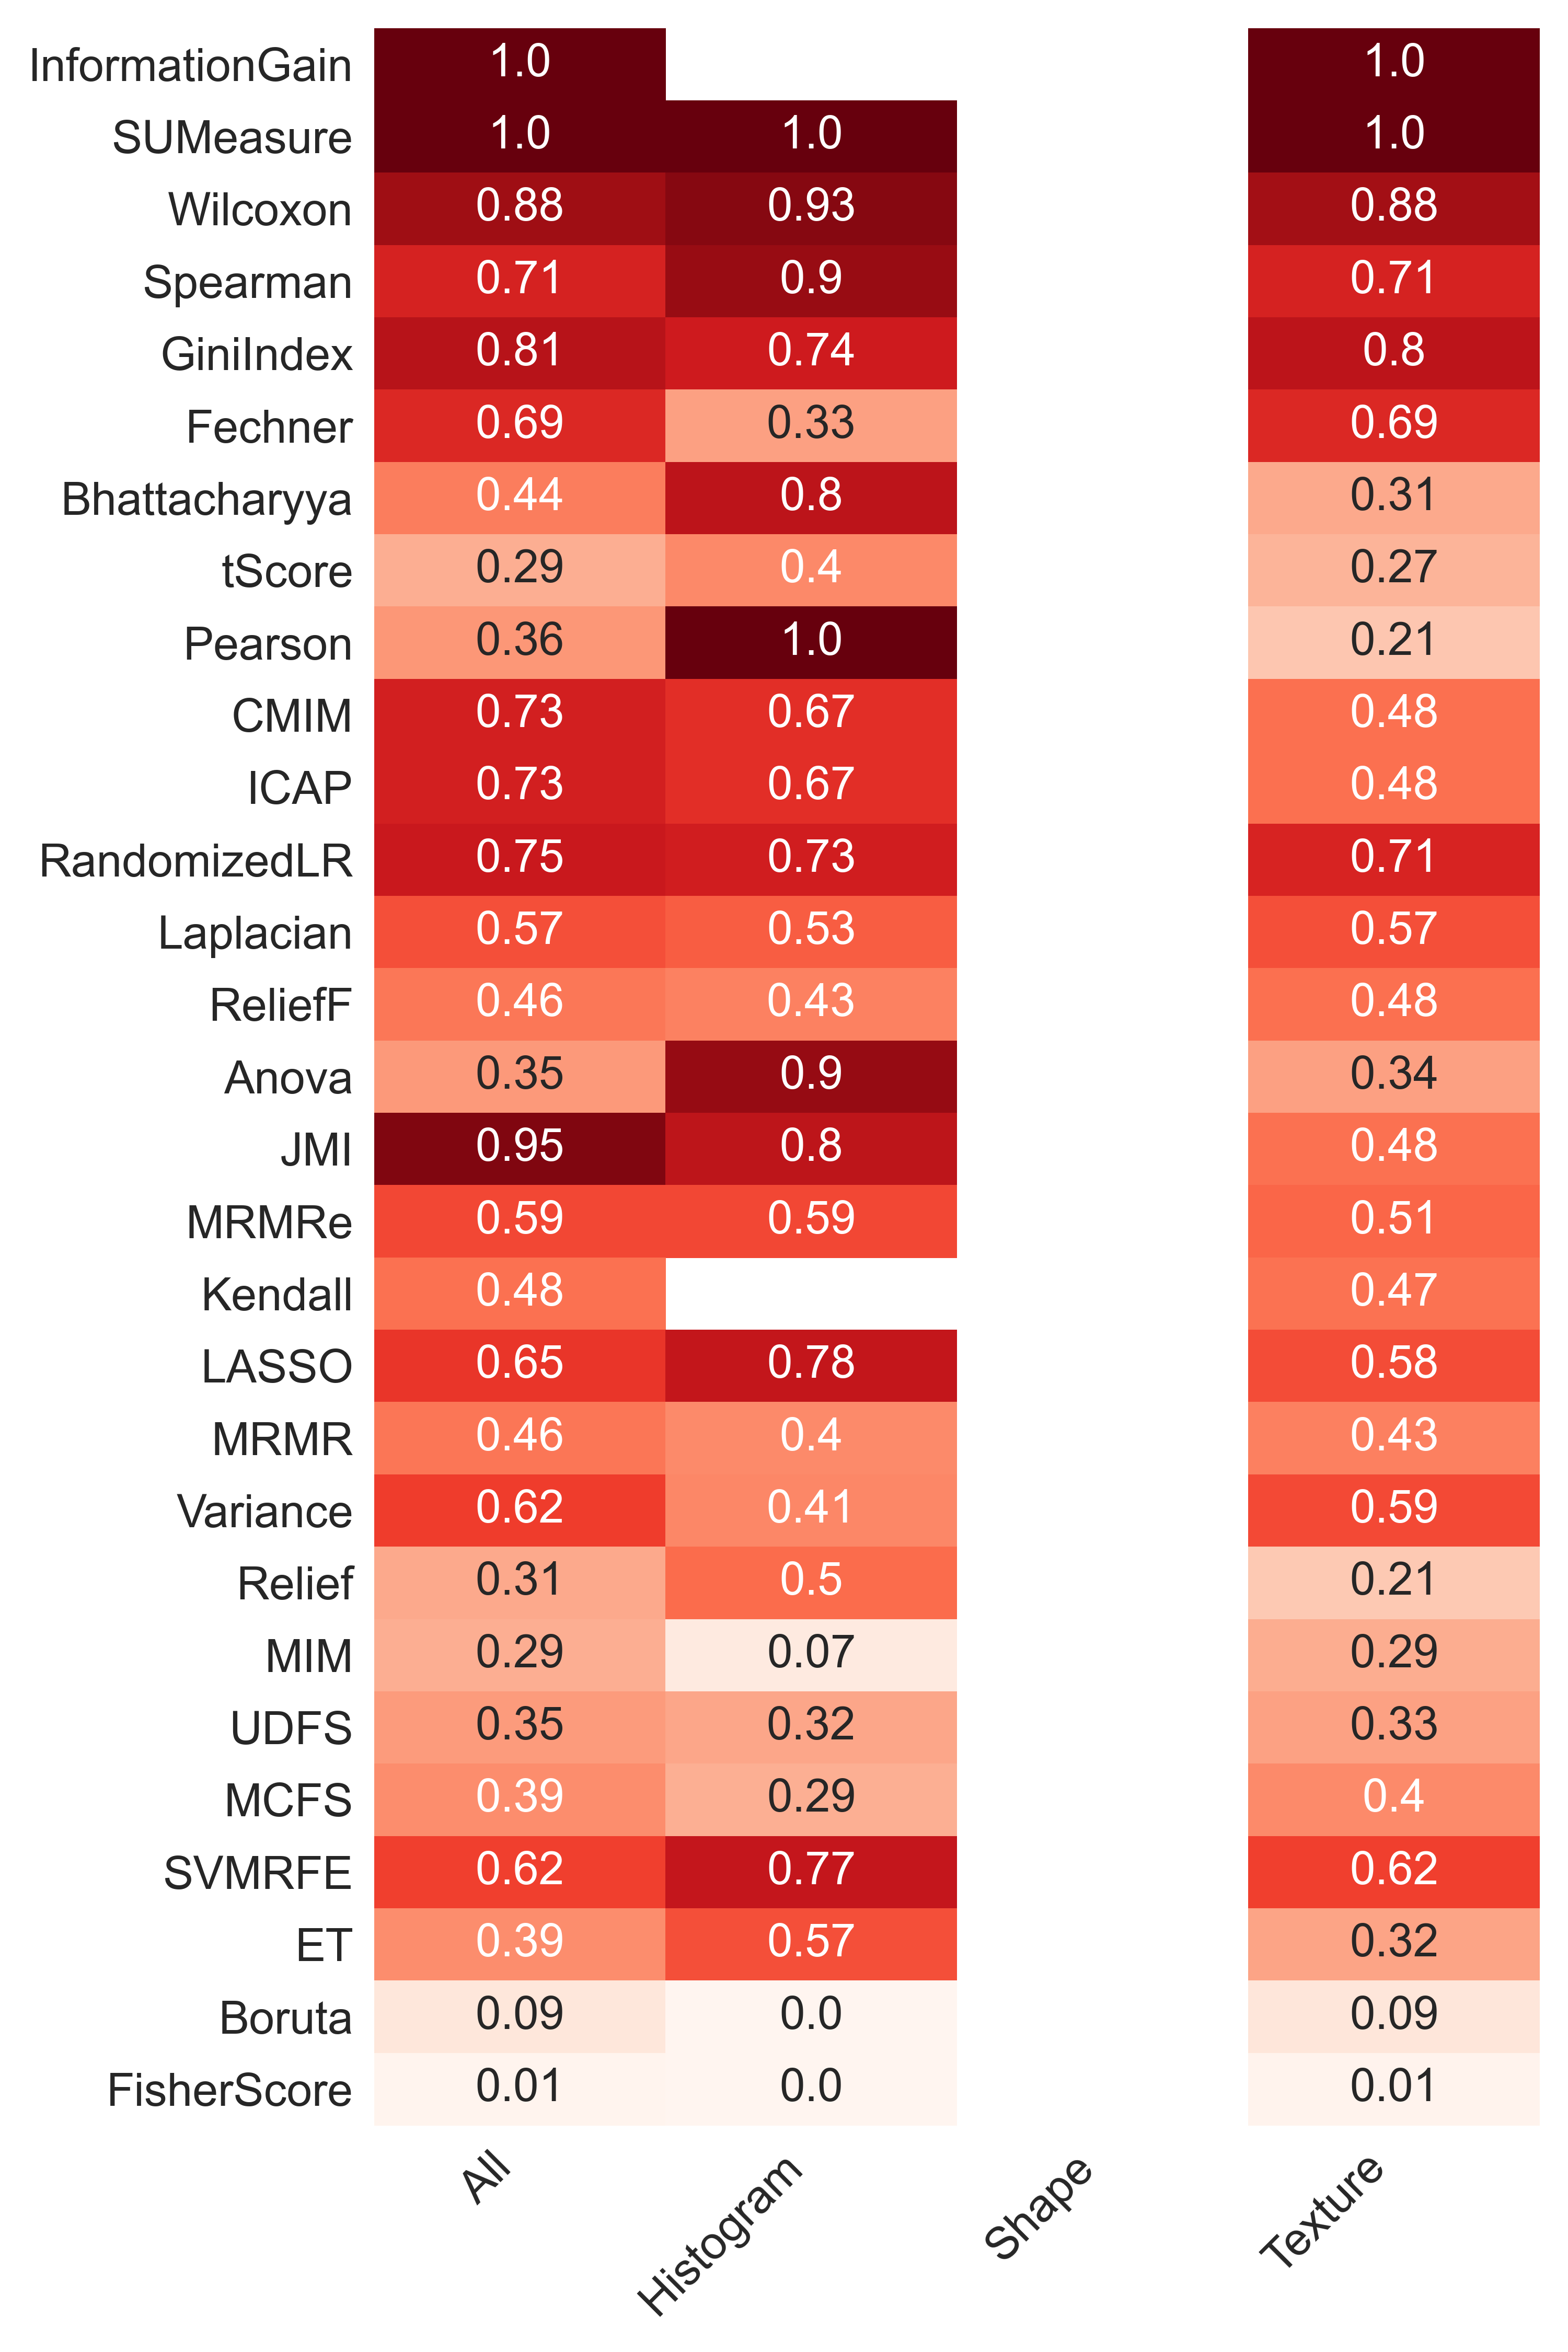 InformationGain 1.0 1.0
SUMeasure 1.0 1.0 1.0
Wilcoxon 0.88 0.93 0.88
Spearman 0.71 0.9 0.71
GiniIndex 0.81 0.74 0.8
Fechner 0.69 0.33 0.69
Bhattacharyya 0.44 0.8 0.31
tScore 0.29 0.4 0.27
Pearson 0.36 1.0 0.21
CMIM 0.73 0.67 0.48
ICAP 0.73 0.67 0.48
RandomizedLR 0.75 0.73 0.71
Laplacian 0.57 0.53 0.57
ReliefF 0.46 0.43 0.48
Anova 0.35 0.9 0.34
JMI 0.95 0.8 0.48
MRMRe 0.59 0.59 0.51
Kendall 0.48 0.47
LASSO 0.65 0.78 0.58
MRMR 0.46 0.4 0.43
Variance 0.62 0.41 0.59
Relief 0.31 0.5 0.21
MIM 0.29 0.07 0.29
UDFS 0.35 0.32 0.33
MCFS 0.39 0.29 0.4
SVMRFE 0.62 0.77 0.62
ET 0.39 0.57 0.32
Boruta 0.09 0.0 0.09
FisherScore 0.01 0.0 0.01
All Histogram Shape Texture